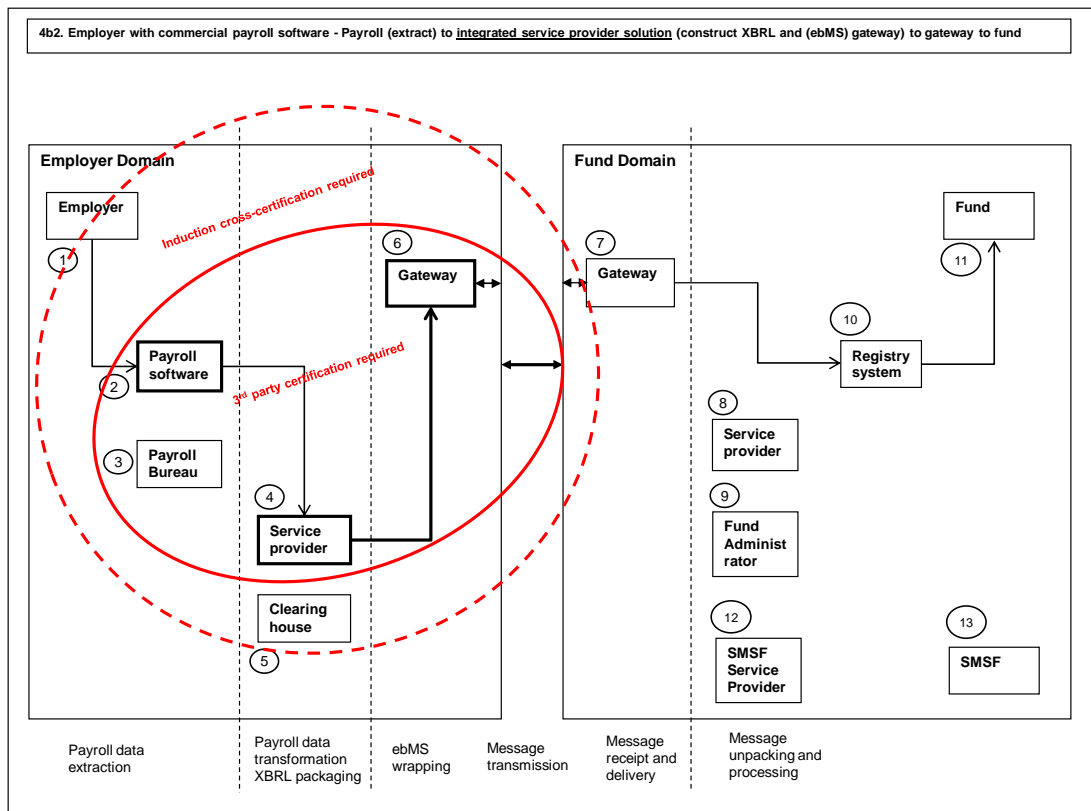 4b2. Employer with commercial payroll software - Payroll (extract) to integrated service provider solution (construct XBRL and (ebMS) gateway) to gateway to fund
Employer Domain
Fund Domain
Induction cross-certification required
Employer
1
6
Gateway
7
Gateway
Fund
11
10
Registry
system
Payroll
software
2
3rd party certification required
3
Payroll
Bureau
4
Service
provider
8
Service
provider
9
Fund
Administ
rator
Clearing
house
5
12
SMSF
Service
Provider
13
SMSF
Payroll data
extraction
Payroll data
transformation
XBRL packaging
ebMS
wrapping
Message
transmission
Message
receipt and
delivery
Message
unpacking and
processing